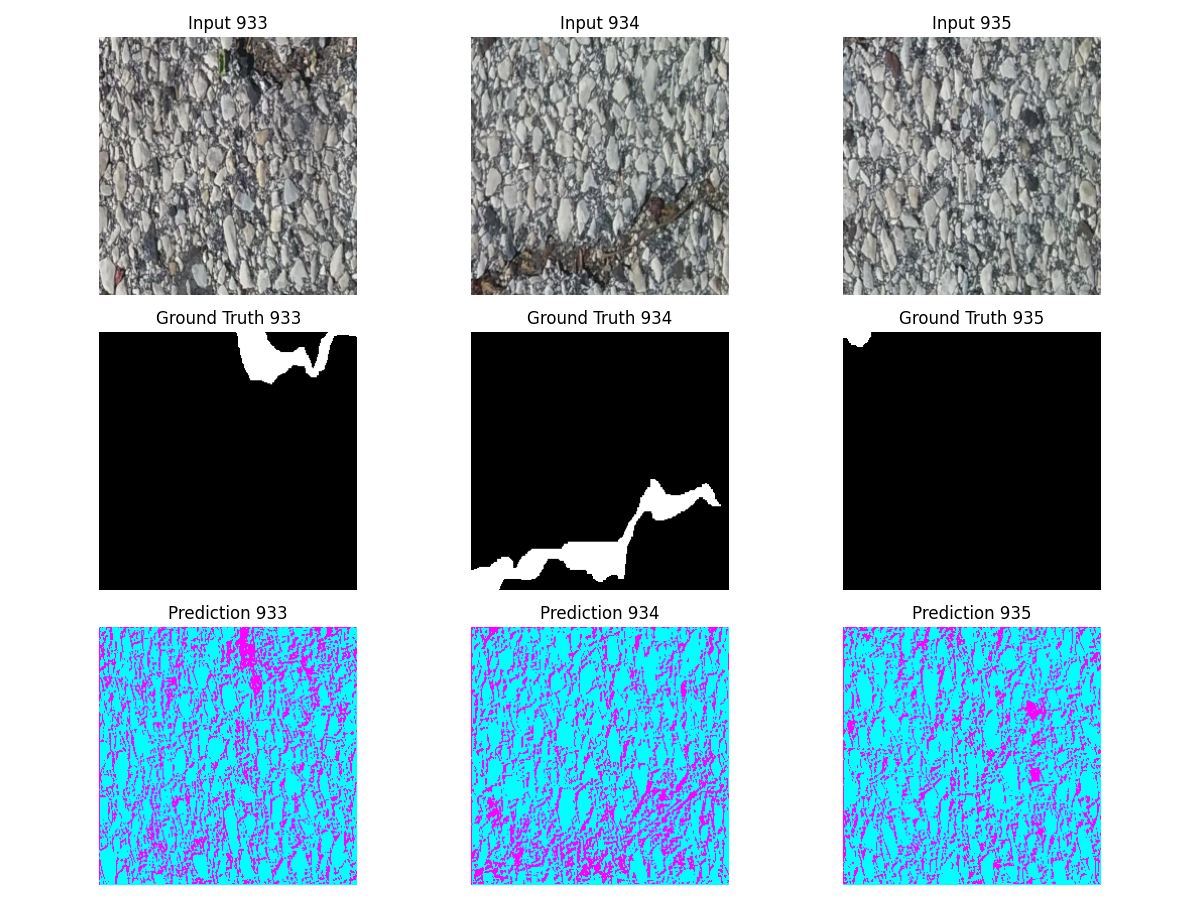 Input 933
Input 934
Input 935
Ground Truth 933
Ground Truth 934
Ground Truth 935
Prediction 933
Prediction 934
Prediction 935